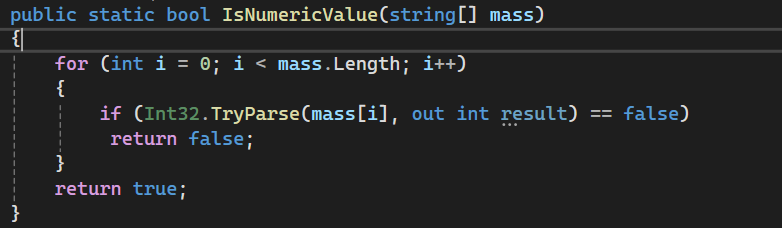 public static bool IsNumericValue(string[] mass)
{
for (int i = 0; i < mass.Length; i++)
{
if (Int32.TryParse(mass[i], out int result) == false)
return false;
}
return true;
}